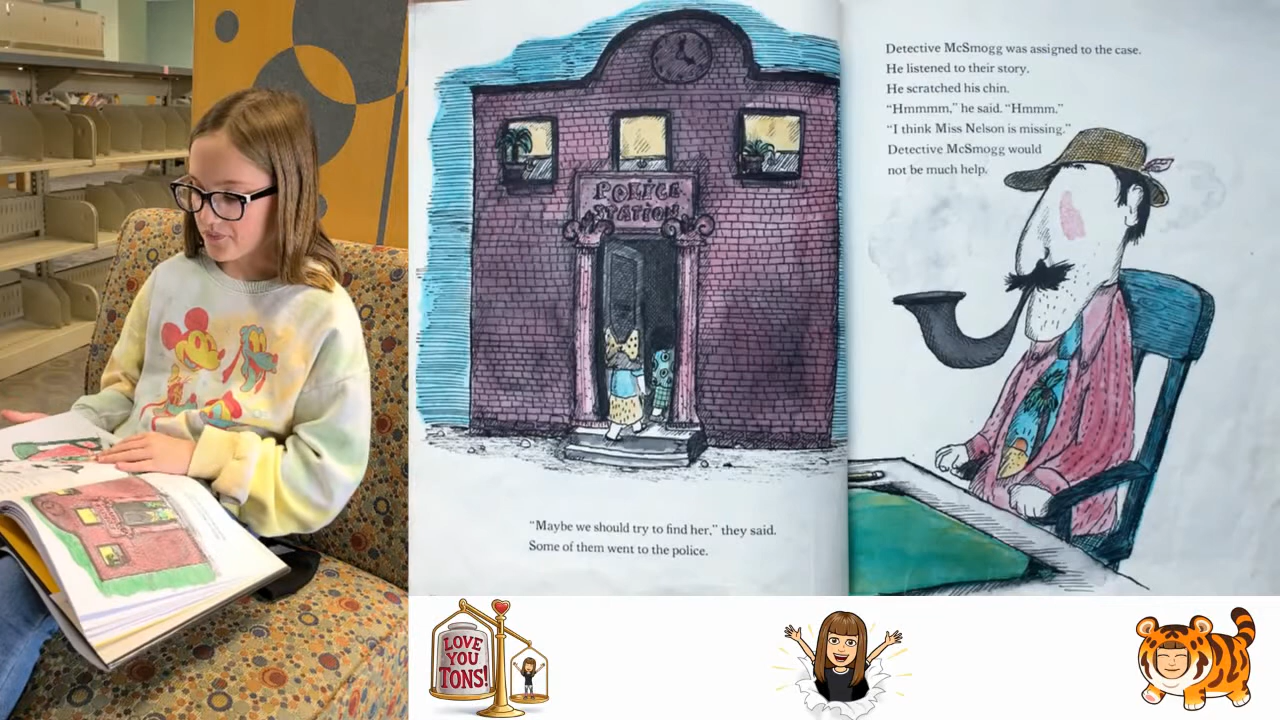 POLICE
STATION
"Maybe we should try to find her," they said.
Some of them went to the police.
Detective McSmogg was assigned to the case.
He listened to their story.
He scratched his chin.
"Hmmmm," he said. "Hmmm."
"I think Miss Nelson is missing."
Detective McSmogg would
not be much help.
LOVE
YOU
TONS!